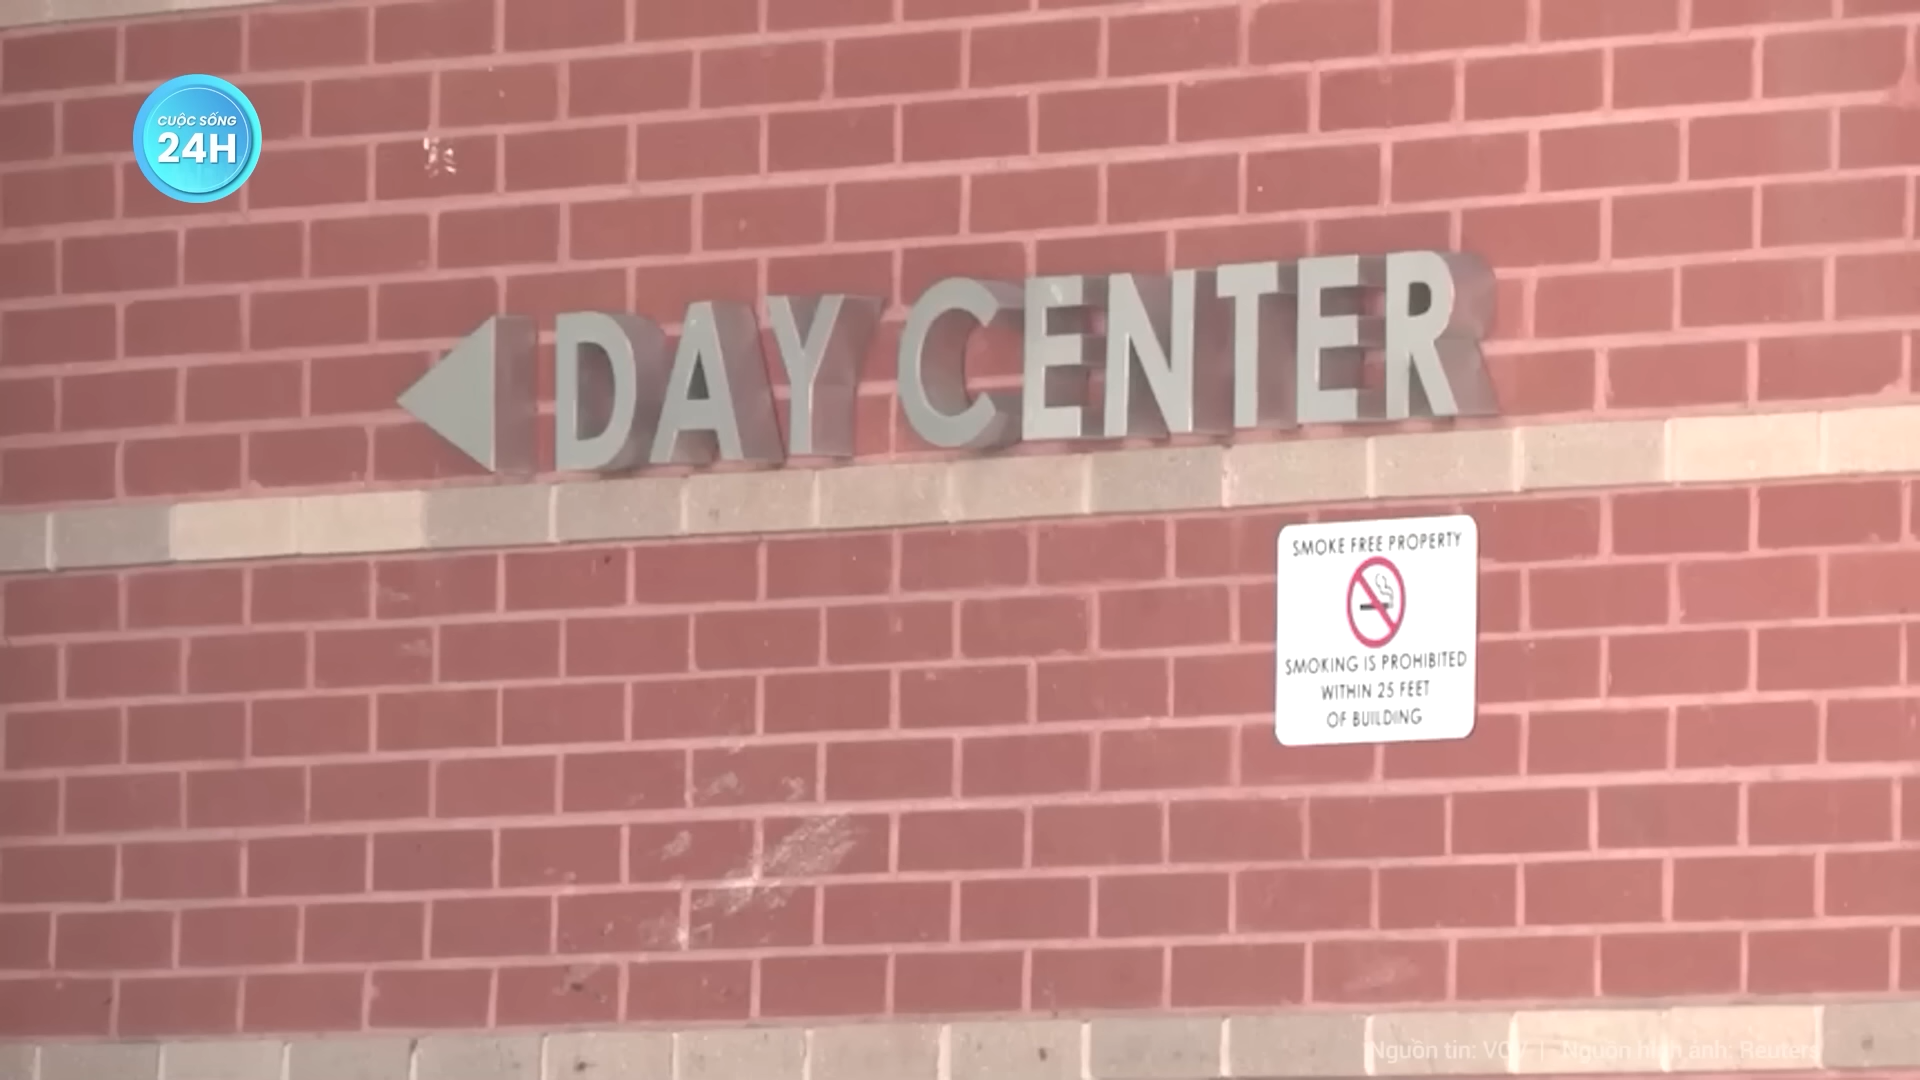 CUỘC SỐNG
24H
DAY CENTER
SMOKE FREE PROPERTY
SMOKING IS PROHIBITED
WITHIN 25 FEET
OF BUILDING
Nguồn tin: VOV | Nguồn hình ảnh: Reuters